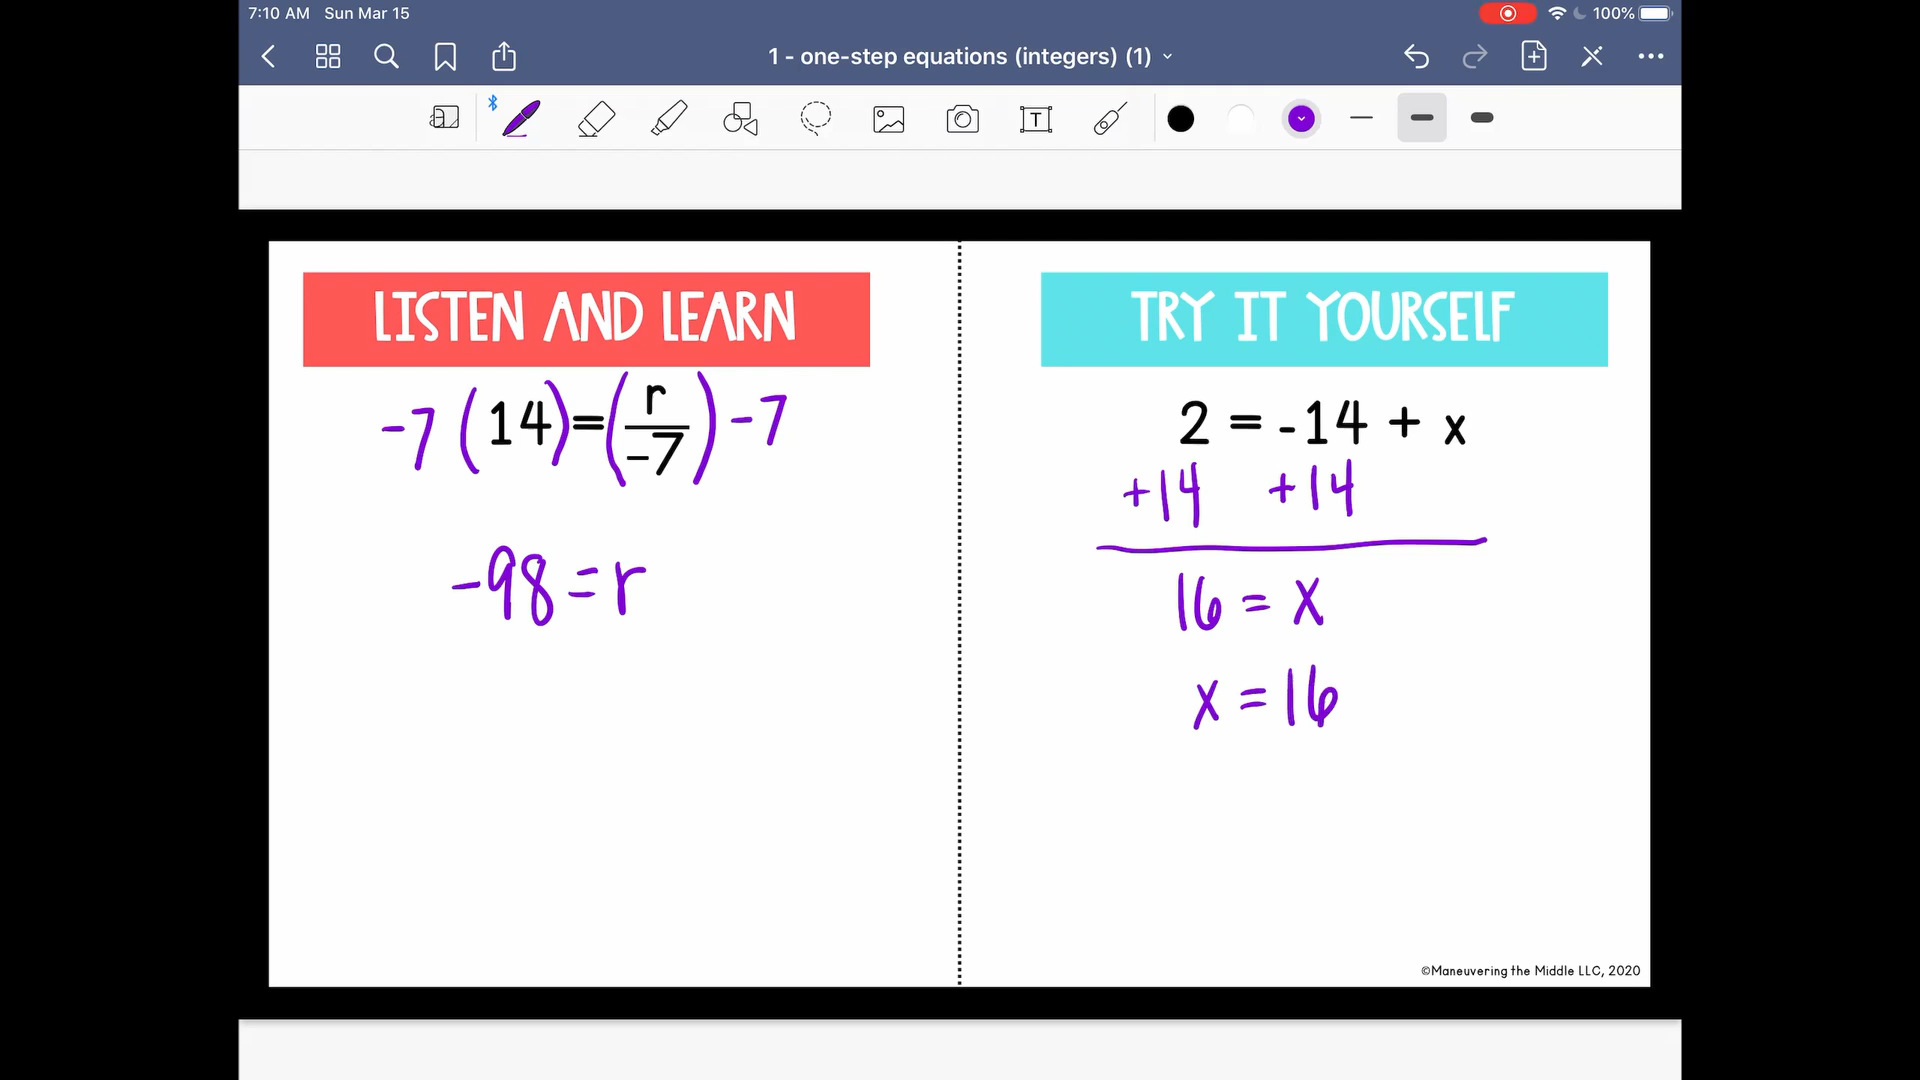 7:10 AM Sun Mar 15
100%
1 - one-step equations (integers) (1)
T
LISTEN AND LEARN
-7 (14) = (r/-7) -7
-98 = r
TRY IT YOURSELF
2 = -14 + x
+14 +14
16 = x
x = 16
©Maneuvering the Middle LLC, 2020